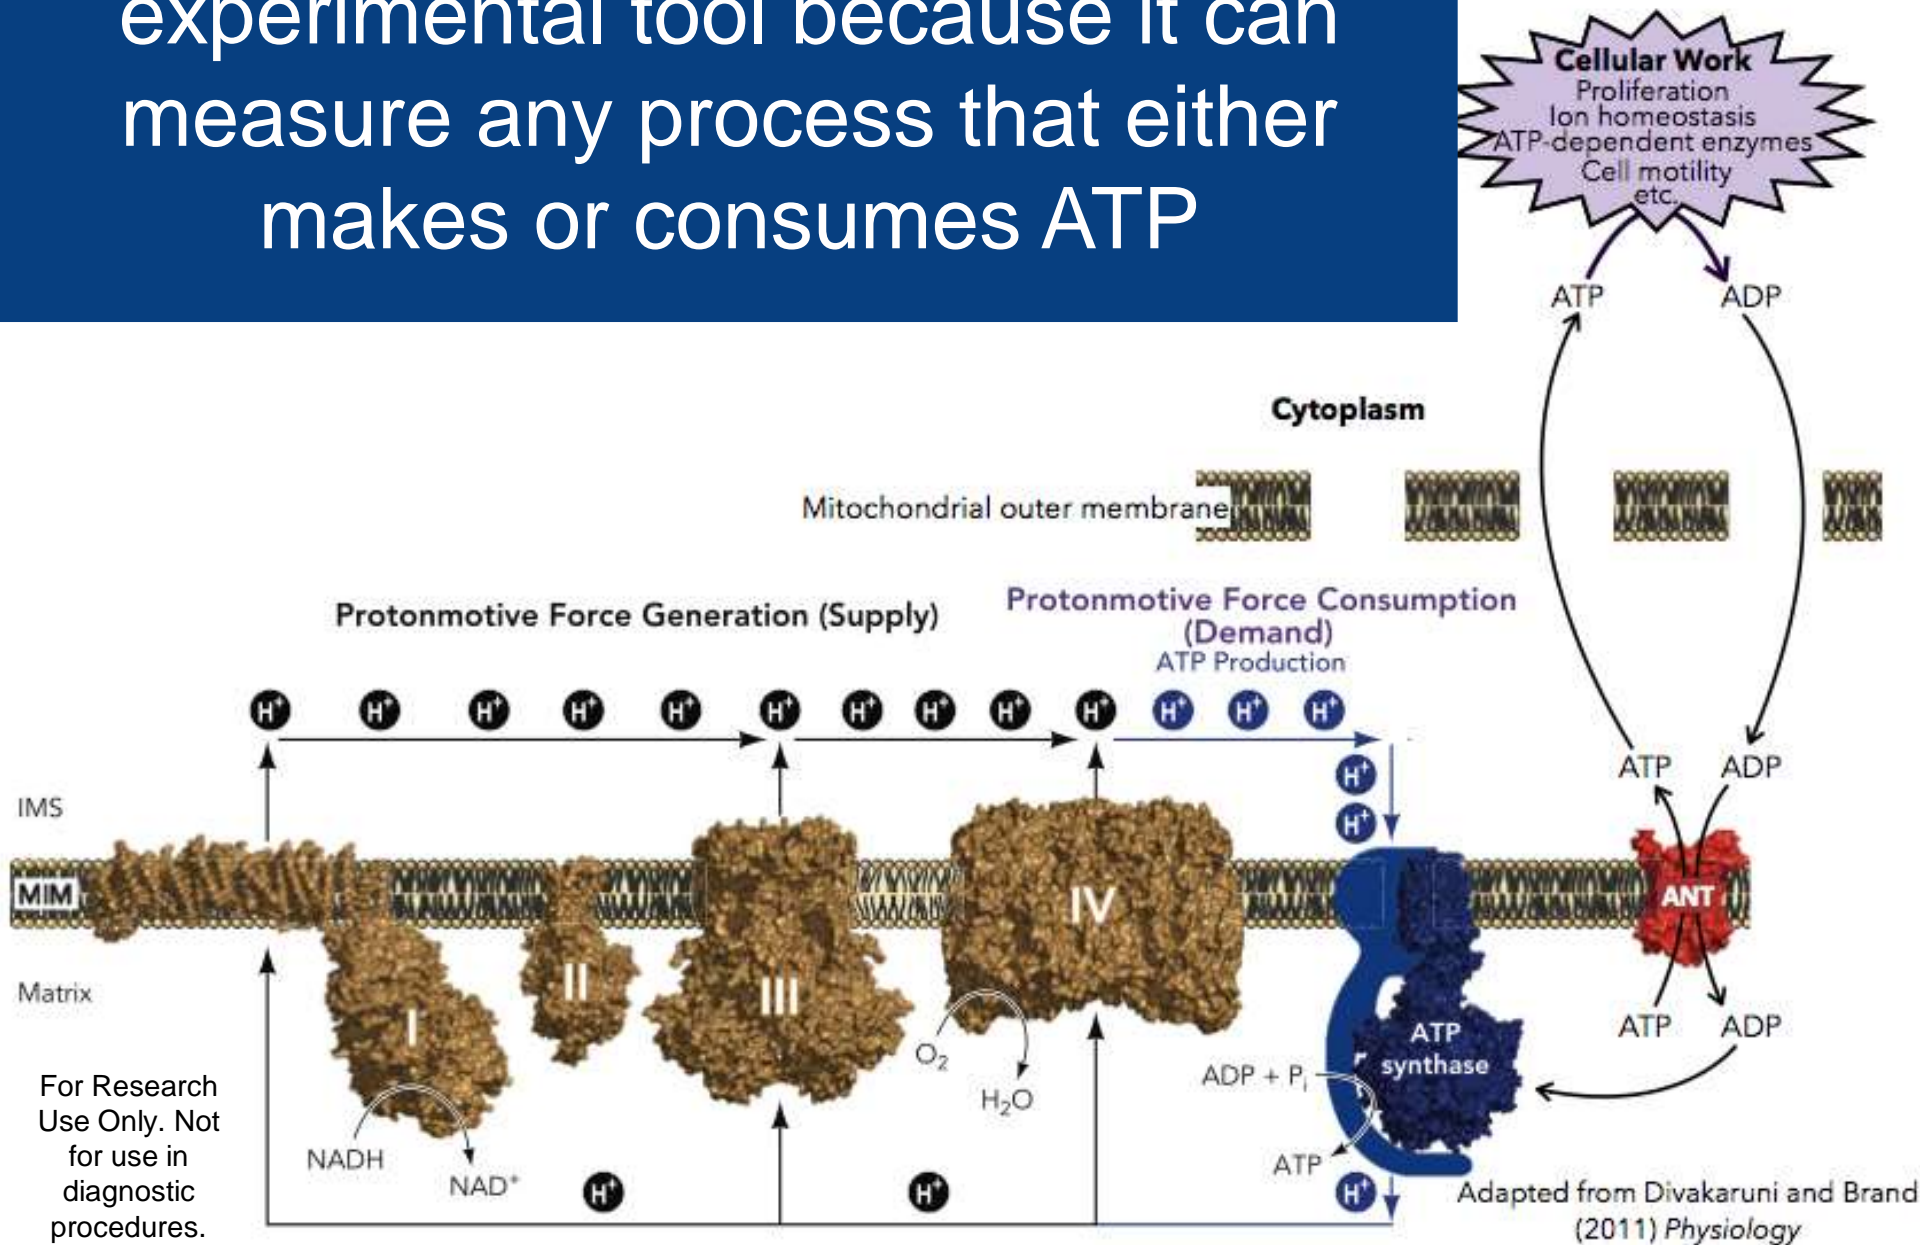 experimental tool because it can
measure any process that either
makes or consumes ATP
Cellular Work
Proliferation
Ion homeostasis
ATP-dependent enzymes
Cell motility
etc.
ATP
ADP
Cytoplasm
Mitochondrial outer membrane
Protonmotive Force Generation (Supply)
Protonmotive Force Consumption
(Demand)
ATP Production
H⁺ H⁺ H⁺ H⁺ H⁺ H⁺ H⁺ H⁺ H⁺ H⁺ H⁺ H⁺ H⁺
H⁺
H⁺
ATP
ADP
IMS
MIM
Matrix
I
II
III
IV
ANT
ATP
synthase
ATP
ADP
O₂
H₂O
ADP + Pᵢ
ATP
NADH
NAD⁺
H⁺
H⁺
H⁺
For Research
Use Only. Not
for use in
diagnostic
procedures.
Adapted from Divakaruni and Brand
(2011) Physiology